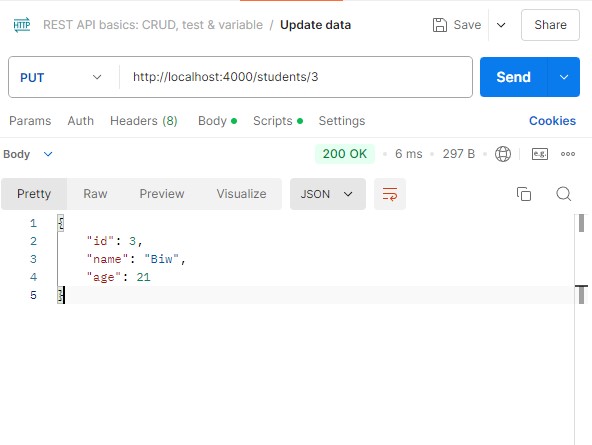 HTTP REST API basics: CRUD, test & variable / Update data Save Share
PUT http://localhost:4000/students/3 Send
Params Auth Headers (8) Body Scripts Settings Cookies
Body 200 OK 6 ms 297 B e.g.
Pretty Raw Preview Visualize JSON
1 {
2 "id": 3,
3 "name": "Biw",
4 "age": 21
5 }